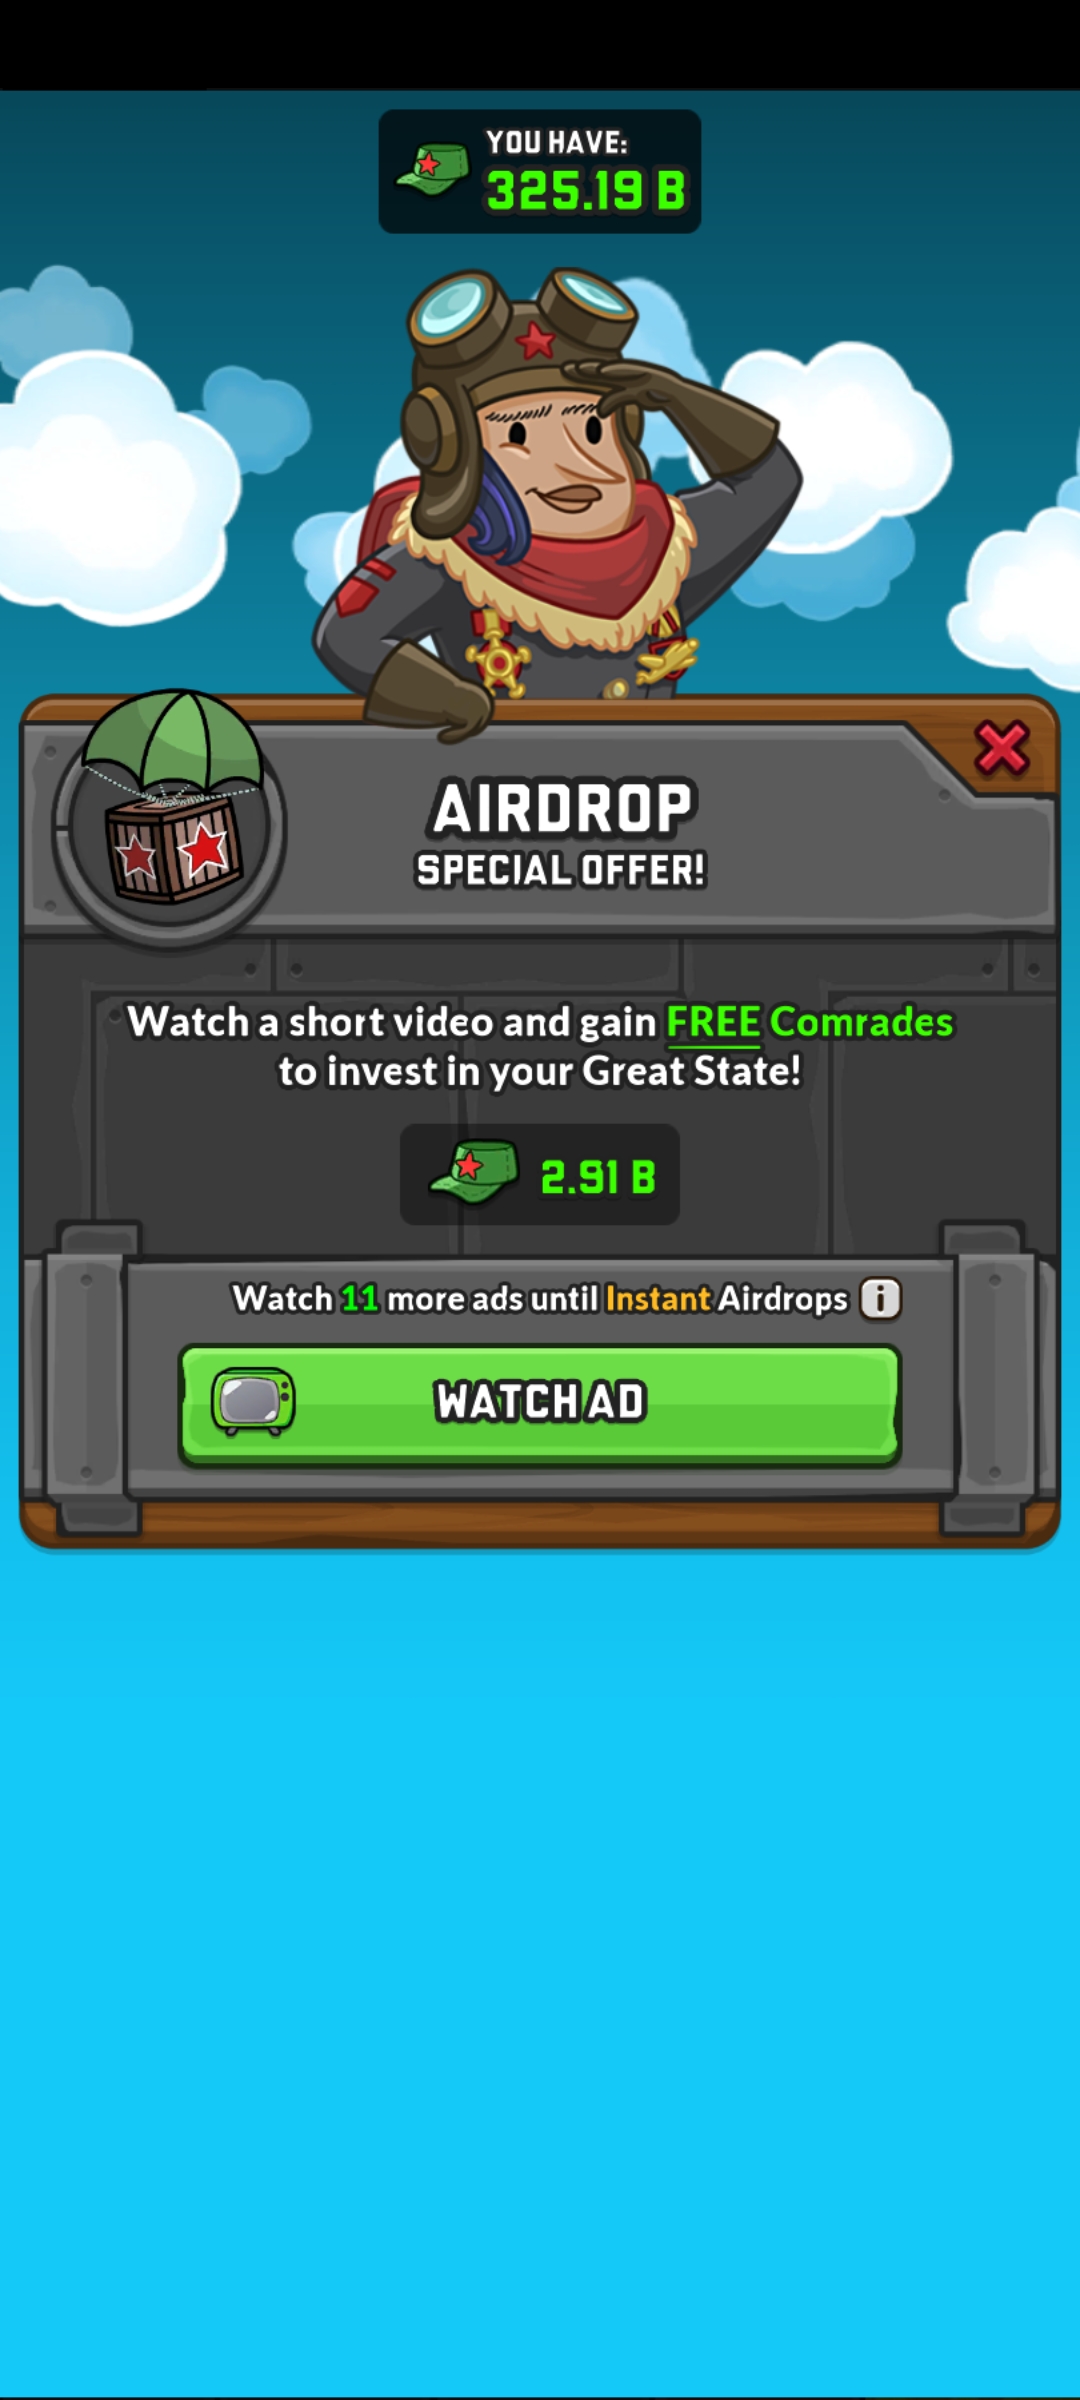 YOU HAVE:
325.19 B
AIRDROP
SPECIAL OFFER!
Watch a short video and gain FREE Comrades
to invest in your Great State!
2.91 B
Watch 11 more ads until Instant Airdrops i
WATCH AD